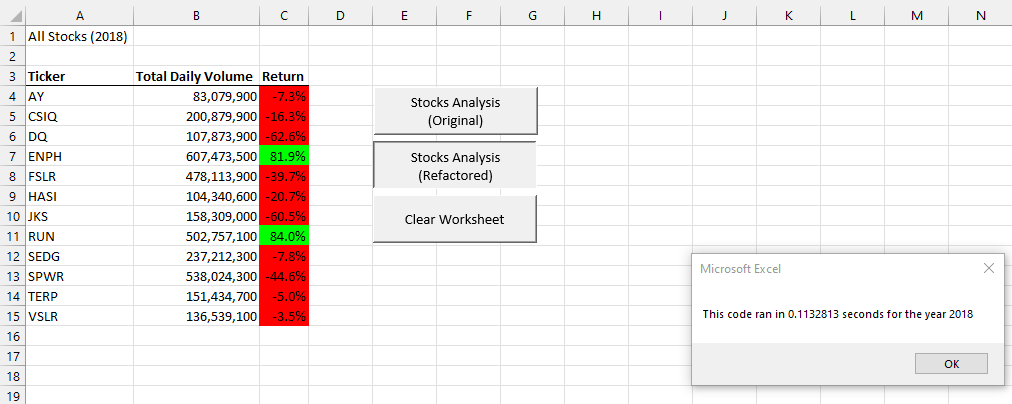 A B C D E F G H I J K L M N
1 All Stocks (2018)
2
3 Ticker Total Daily Volume Return
4 AY 83,079,900 -7.3%
5 CSIQ 200,879,900 -16.3%
6 DQ 107,873,900 -62.6%
7 ENPH 607,473,500 81.9%
8 FSLR 478,113,900 -39.7%
9 HASI 104,340,600 -20.7%
10 JKS 158,309,000 -60.5%
11 RUN 502,757,100 84.0%
12 SEDG 237,212,300 -7.8%
13 SPWR 538,024,300 -44.6%
14 TERP 151,434,700 -5.0%
15 VSLR 136,539,100 -3.5%
16
17
18
19
Stocks Analysis
(Original)
Stocks Analysis
(Refactored)
Clear Worksheet
Microsoft Excel
This code ran in 0.1132813 seconds for the year 2018
OK